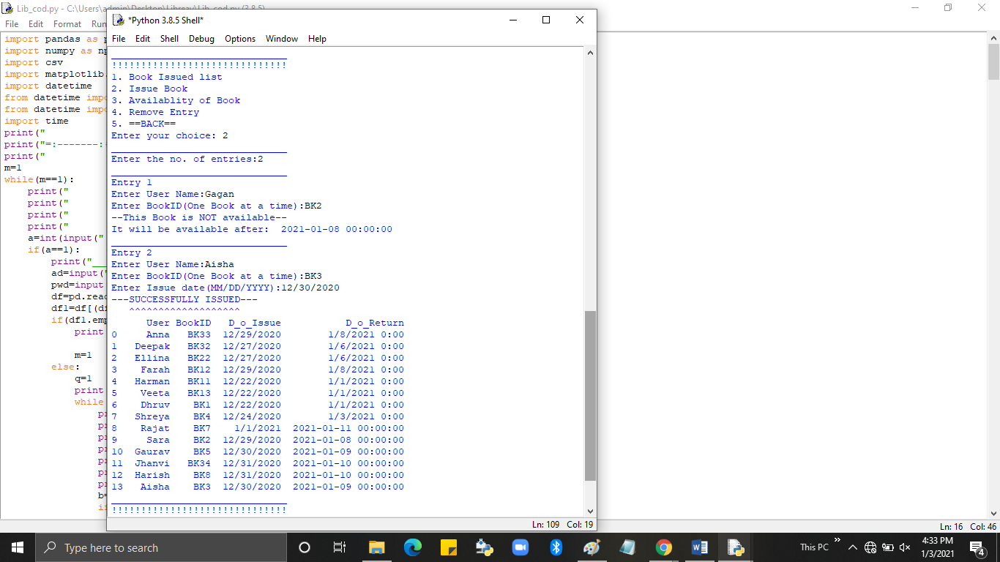 Lib_cod.py - C:\Users\admin\Desktop\Library\Lib_cod.py (3.8.5)
File Edit Format Run
import pandas as p
import numpy as np
import csv
import matplotlib.
import datetime
from datetime impo
from datetime impo
import time
print("
print("=:-------:
print("
m=1
while(m==1):
print("
print("
print("
print("
a=int(input("
if(a==1):
print("__
ad=input("
pwd=input
df=pd.read
df1=df[(df
if(df1.emp
print
m=1
else:
q=1
print
while
pr
pr
pr
pr
pr
pr
pr
b=
if
*Python 3.8.5 Shell*
File Edit Shell Debug Options Window Help
______________________________
!!!!!!!!!!!!!!!!!!!!!!!!!!!!!!
1. Book Issued list
2. Issue Book
3. Availablity of Book
4. Remove Entry
5. ==BACK==
Enter your choice: 2
______________________________
Enter the no. of entries:2
______________________________
Entry 1
Enter User Name:Gagan
Enter BookID(One Book at a time):BK2
--This Book is NOT available--
It will be available after:  2021-01-08 00:00:00
______________________________
Entry 2
Enter User Name:Aisha
Enter BookID(One Book at a time):BK3
Enter Issue date(MM/DD/YYYY):12/30/2020
---SUCCESSFULLY ISSUED---
^^^^^^^^^^^^^^^^^^^
User BookID D_o_Issue D_o_Return
0 Anna BK33 12/29/2020 1/8/2021 0:00
1 Deepak BK32 12/27/2020 1/6/2021 0:00
2 Ellina BK22 12/27/2020 1/6/2021 0:00
3 Farah BK12 12/29/2020 1/8/2021 0:00
4 Harman BK11 12/22/2020 1/1/2021 0:00
5 Veeta BK13 12/22/2020 1/1/2021 0:00
6 Dhruv BK1 12/22/2020 1/1/2021 0:00
7 Shreya BK4 12/24/2020 1/3/2021 0:00
8 Rajat BK7 1/1/2021 2021-01-11 00:00:00
9 Sara BK2 12/29/2020 2021-01-08 00:00:00
10 Gaurav BK5 12/30/2020 2021-01-09 00:00:00
11 Jhanvi BK34 12/31/2020 2021-01-10 00:00:00
12 Harish BK8 12/31/2020 2021-01-10 00:00:00
13 Aisha BK3 12/30/2020 2021-01-09 00:00:00
______________________________
!!!!!!!!!!!!!!!!!!!!!!!!!!!!!!
Ln: 109 Col: 19
Ln: 16 Col: 46
Type here to search
This PC
4:33 PM
1/3/2021
4